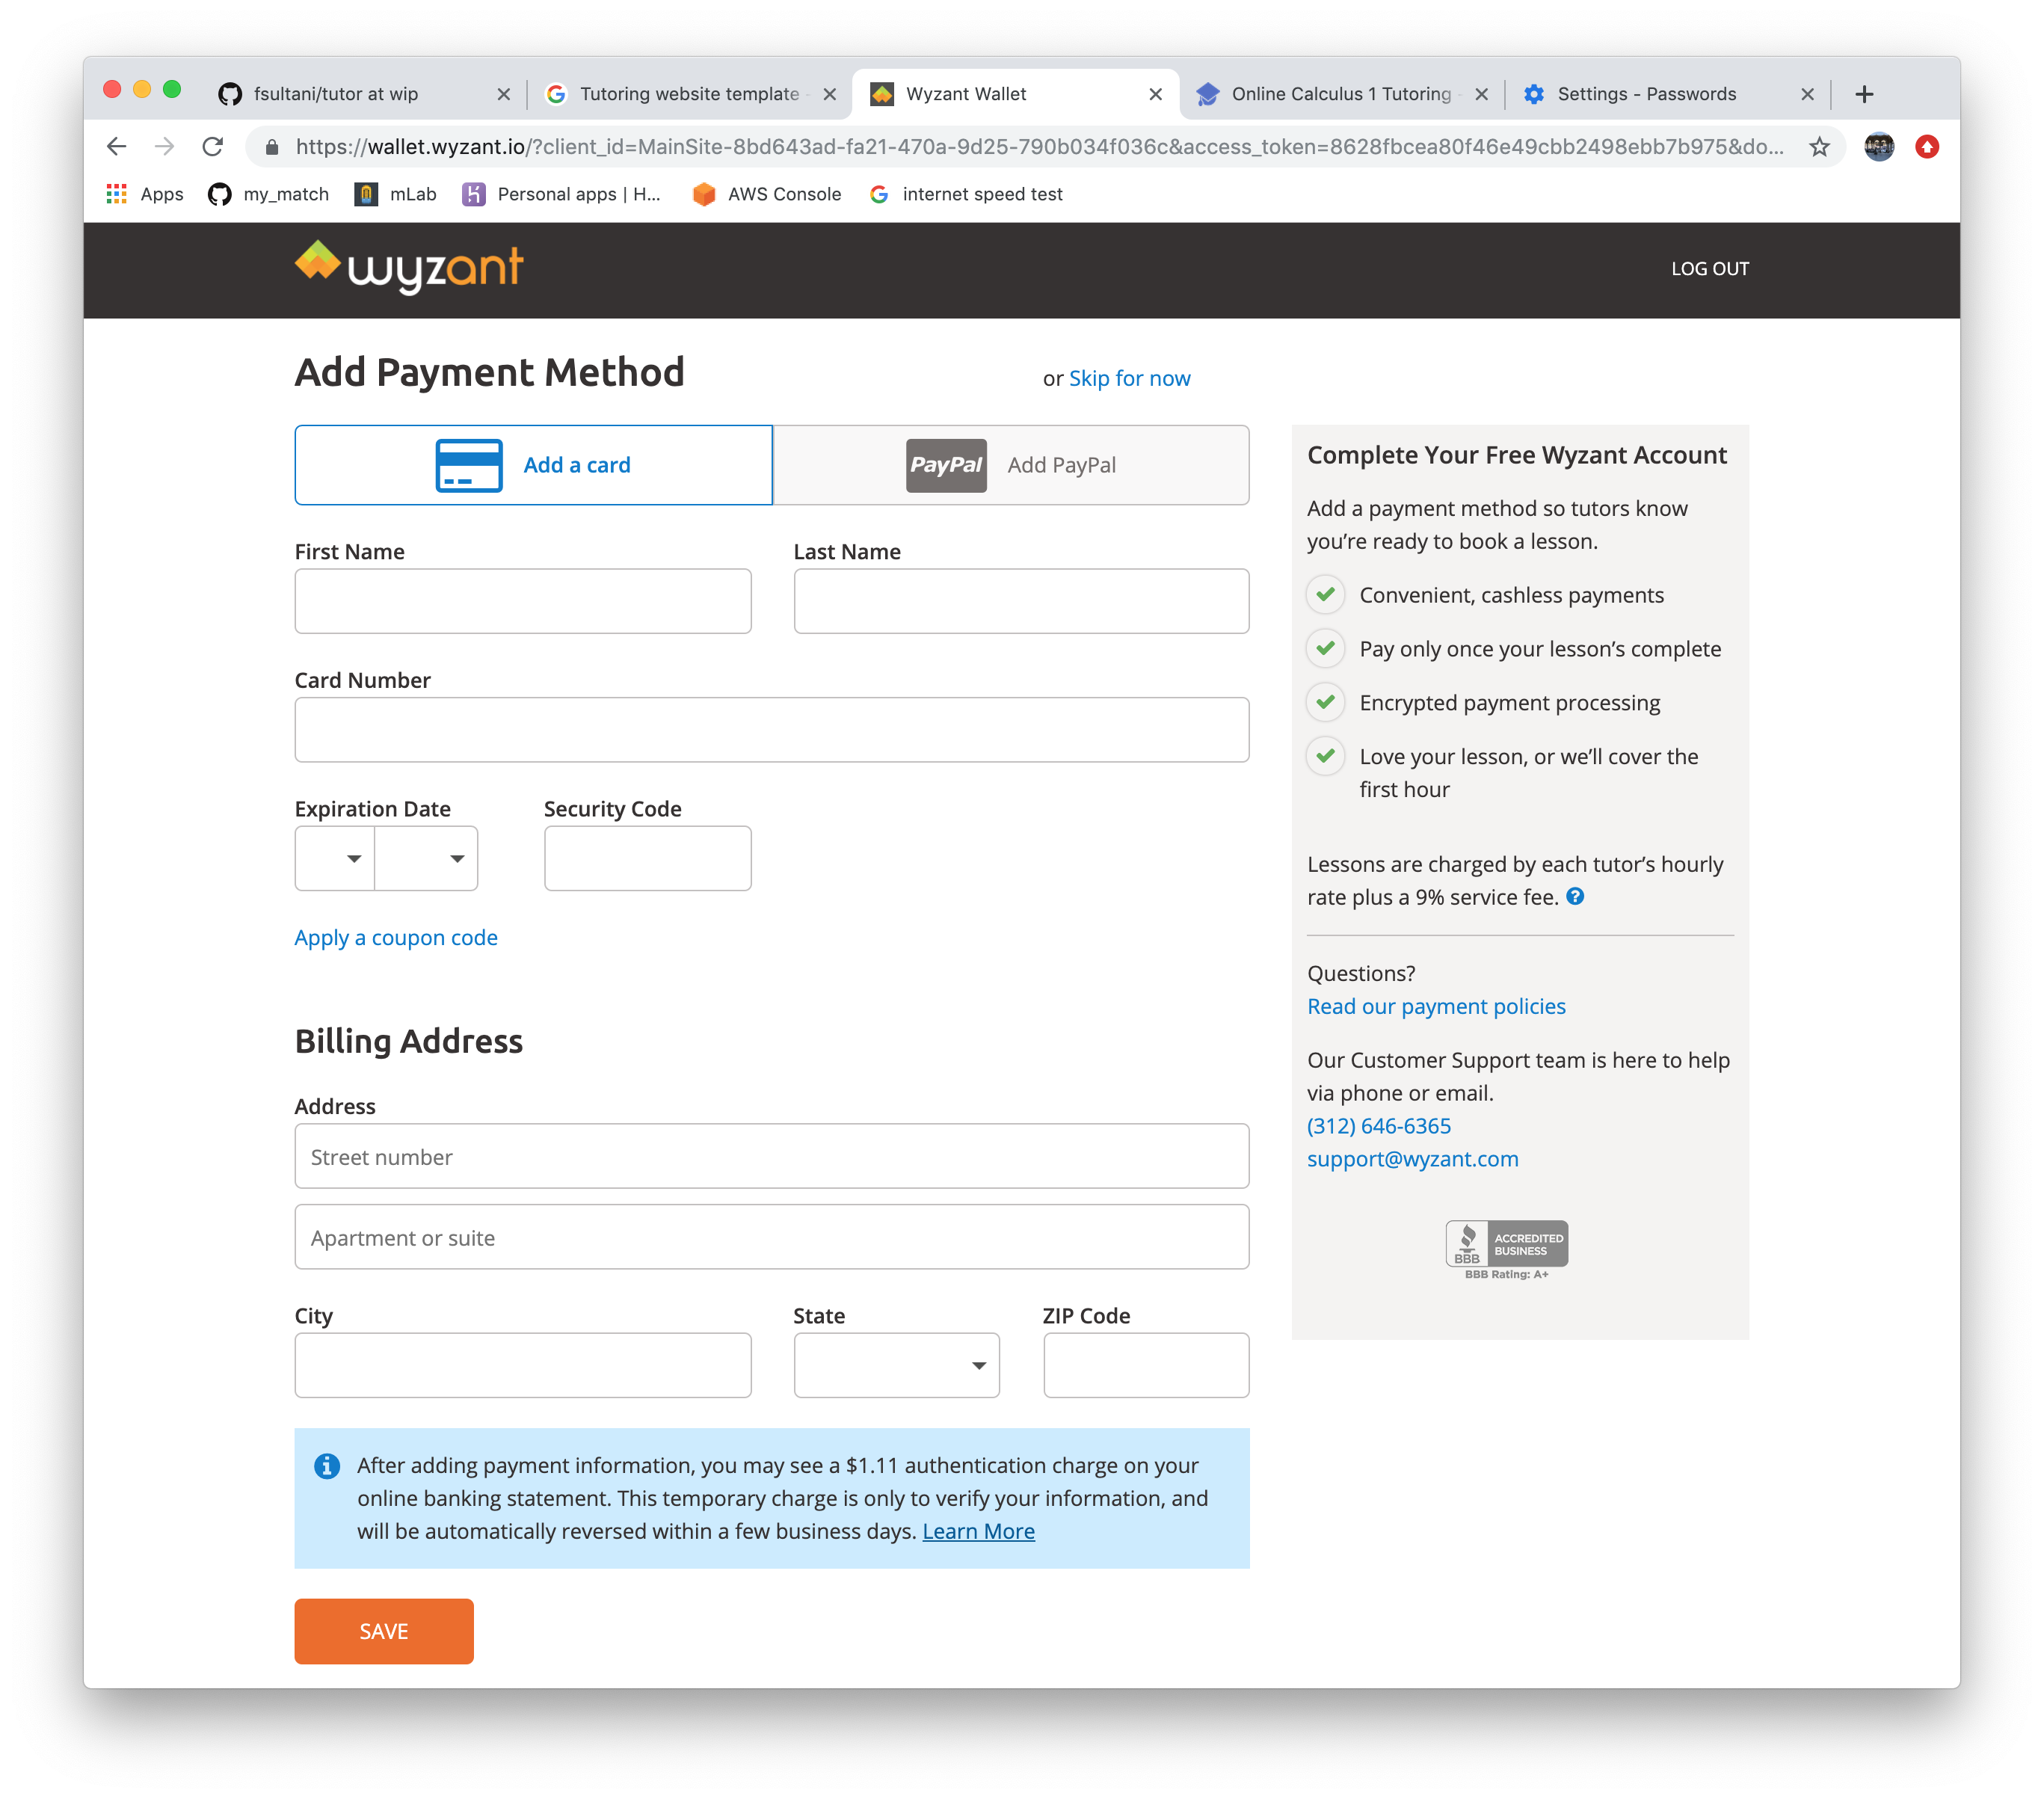 fsultani/tutor at wip
Tutoring website template
Wyzant Wallet
Online Calculus 1 Tutoring
Settings - Passwords
https://wallet.wyzant.io/?client_id=MainSite-8bd643ad-fa21-470a-9d25-790b034f036c&access_token=8628fbcea80f46e49cbb2498ebb7b975&do...
Apps
my_match
mLab
Personal apps | H...
AWS Console
internet speed test
wyzant
LOG OUT
Add Payment Method
or Skip for now
Add a card
PayPal Add PayPal
First Name
Last Name
Card Number
Expiration Date
Security Code
Apply a coupon code
Billing Address
Address
Street number
Apartment or suite
City
State
ZIP Code
After adding payment information, you may see a $1.11 authentication charge on your
online banking statement. This temporary charge is only to verify your information, and
will be automatically reversed within a few business days. Learn More
SAVE
Complete Your Free Wyzant Account
Add a payment method so tutors know
you’re ready to book a lesson.
Convenient, cashless payments
Pay only once your lesson’s complete
Encrypted payment processing
Love your lesson, or we’ll cover the
first hour
Lessons are charged by each tutor’s hourly
rate plus a 9% service fee.
Questions?
Read our payment policies
Our Customer Support team is here to help
via phone or email.
(312) 646-6365
support@wyzant.com
BBB
ACCREDITED
BUSINESS
BBB Rating: A+